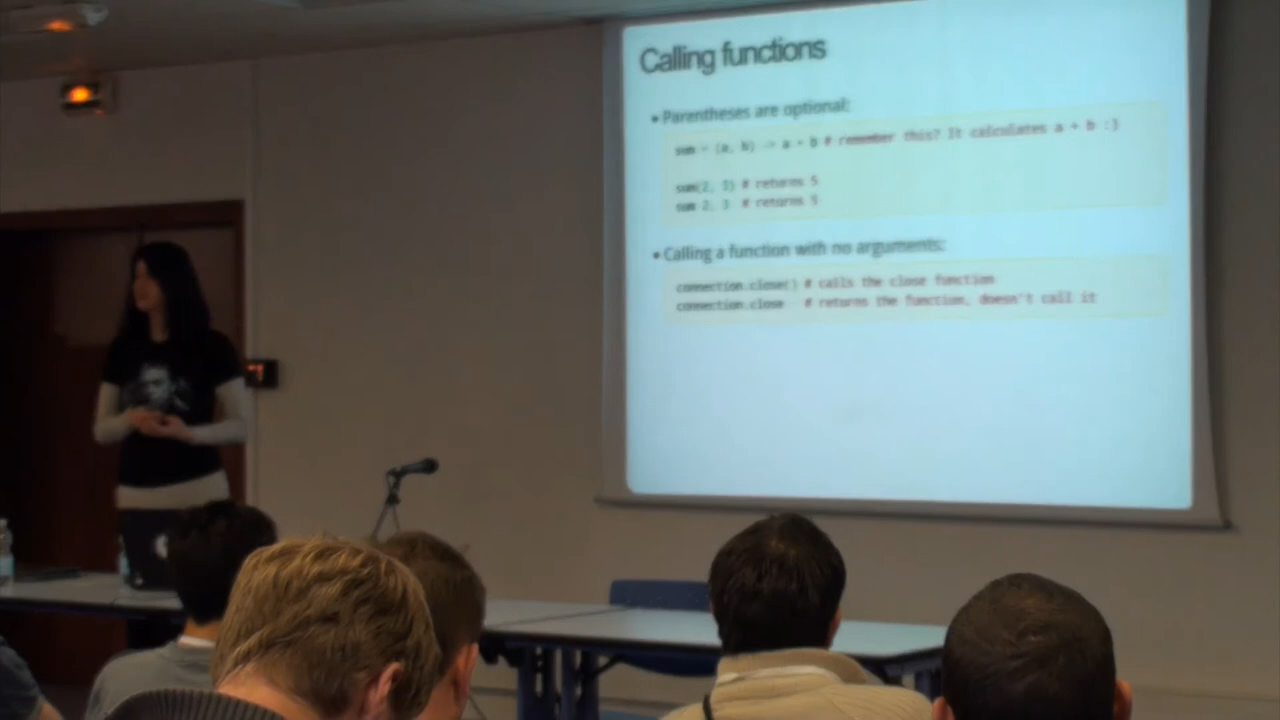 Calling functions
• Parentheses are optional:
sum = (a, b) -> a + b # remember this? It calculates a + b :)
sum(2, 3) # returns 5
sum 2, 3 # returns 5
• Calling a function with no arguments:
connection.close() # calls the close function
connection.close # returns the function, doesn't call it